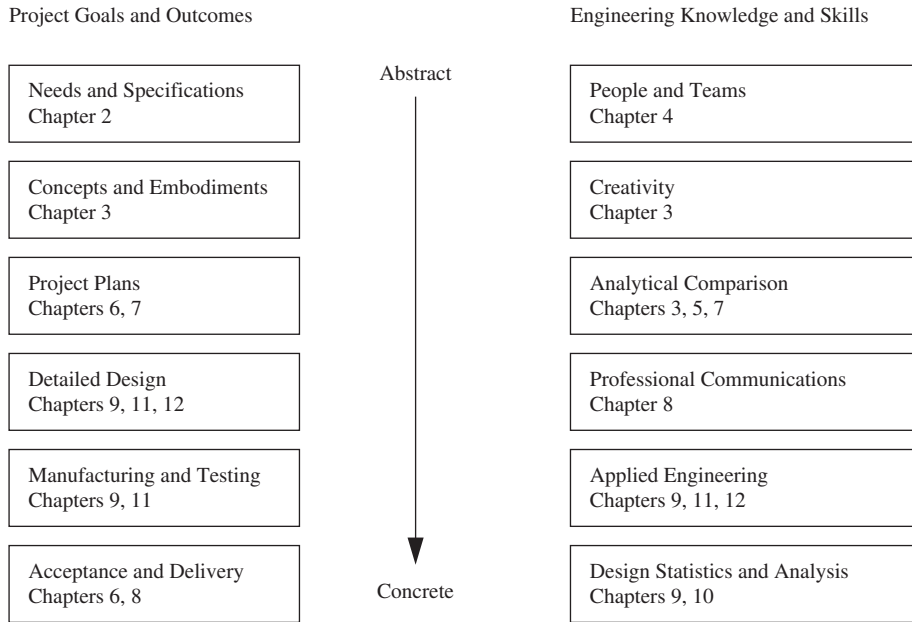 Project Goals and Outcomes
Engineering Knowledge and Skills
Abstract
Needs and Specifications
Chapter 2
People and Teams
Chapter 4
Concepts and Embodiments
Chapter 3
Creativity
Chapter 3
Project Plans
Chapters 6, 7
Analytical Comparison
Chapters 3, 5, 7
Detailed Design
Chapters 9, 11, 12
Professional Communications
Chapter 8
Manufacturing and Testing
Chapters 9, 11
Applied Engineering
Chapters 9, 11, 12
Acceptance and Delivery
Chapters 6, 8
Concrete
Design Statistics and Analysis
Chapters 9, 10